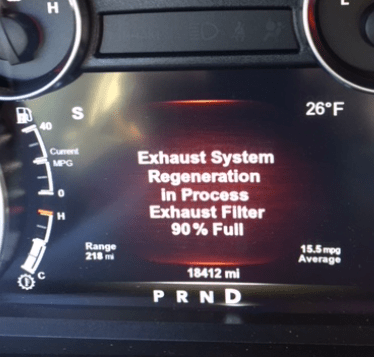 H
L
S
26°F
40
Current
MPG
0
H
C
Exhaust System
Regeneration
in Process
Exhaust Filter
90% Full
Range
218 mi
15.5 mpg
Average
18412 mi
P R N D